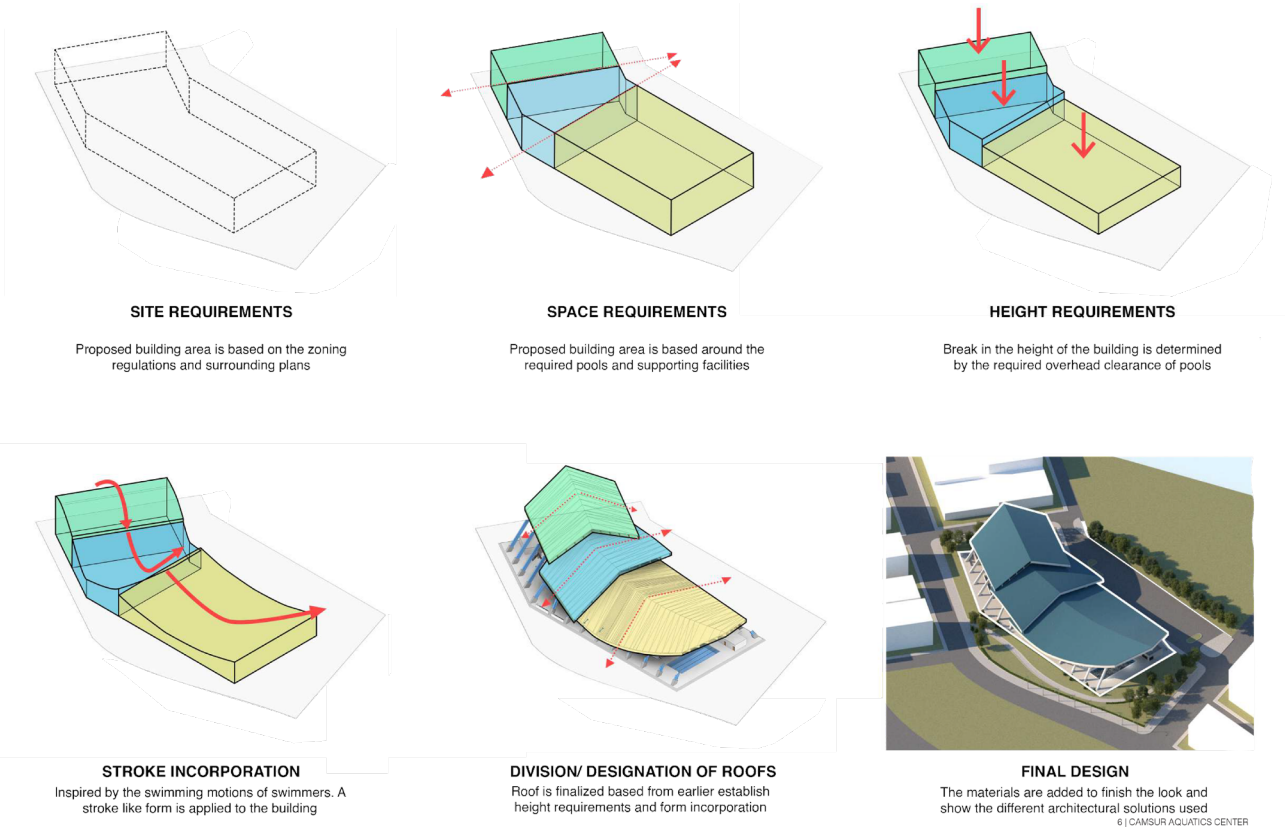 SITE REQUIREMENTS
Proposed building area is based on the zoning
regulations and surrounding plans
SPACE REQUIREMENTS
Proposed building area is based around the
required pools and supporting facilities
HEIGHT REQUIREMENTS
Break in the height of the building is determined
by the required overhead clearance of pools
STROKE INCORPORATION
Inspired by the swimming motions of swimmers. A
stroke like form is applied to the building
DIVISION/ DESIGNATION OF ROOFS
Roof is finalized based from earlier establish
height requirements and form incorporation
FINAL DESIGN
The materials are added to finish the look and
show the different architectural solutions used
6 | CAMSUR AQUATICS CENTER